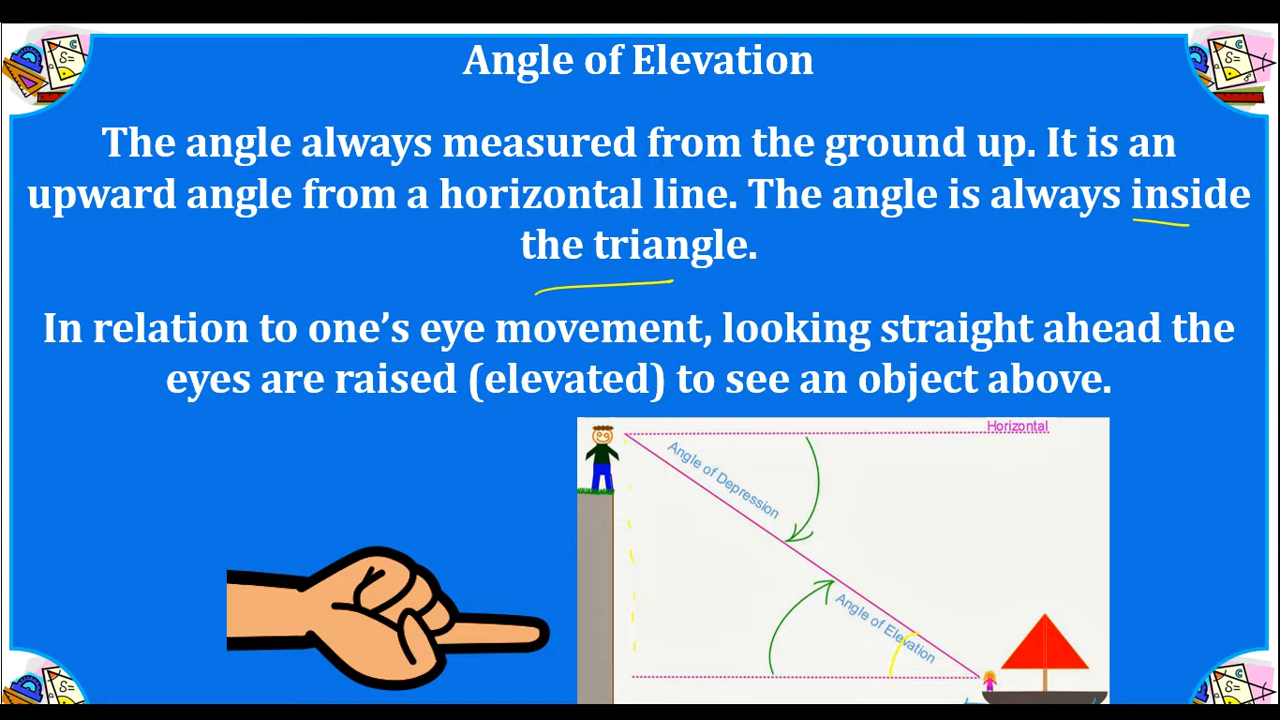 Angle of Elevation
The angle always measured from the ground up. It is an
upward angle from a horizontal line. The angle is always inside
the triangle.
In relation to one’s eye movement, looking straight ahead the
eyes are raised (elevated) to see an object above.
Horizontal
Angle of Depression
Angle of Elevation